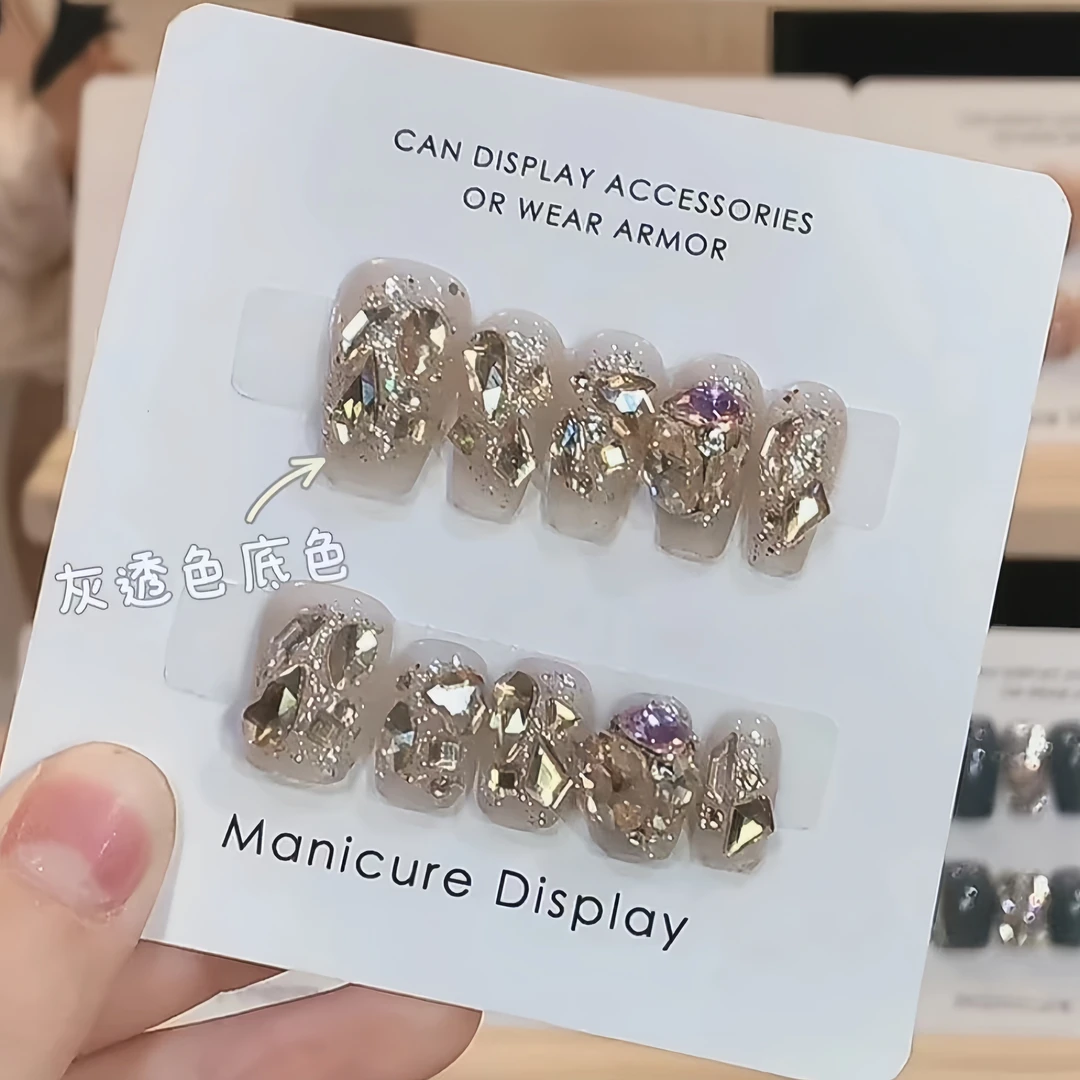 CAN DISPLAY ACCESSORIES
OR WEAR ARMOR
灰透色底色
Manicure Display